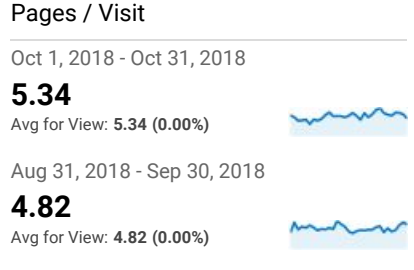 Pages / Visit
Oct 1, 2018 - Oct 31, 2018
5.34
Avg for View: 5.34 (0.00%)
Aug 31, 2018 - Sep 30, 2018
4.82
Avg for View: 4.82 (0.00%)